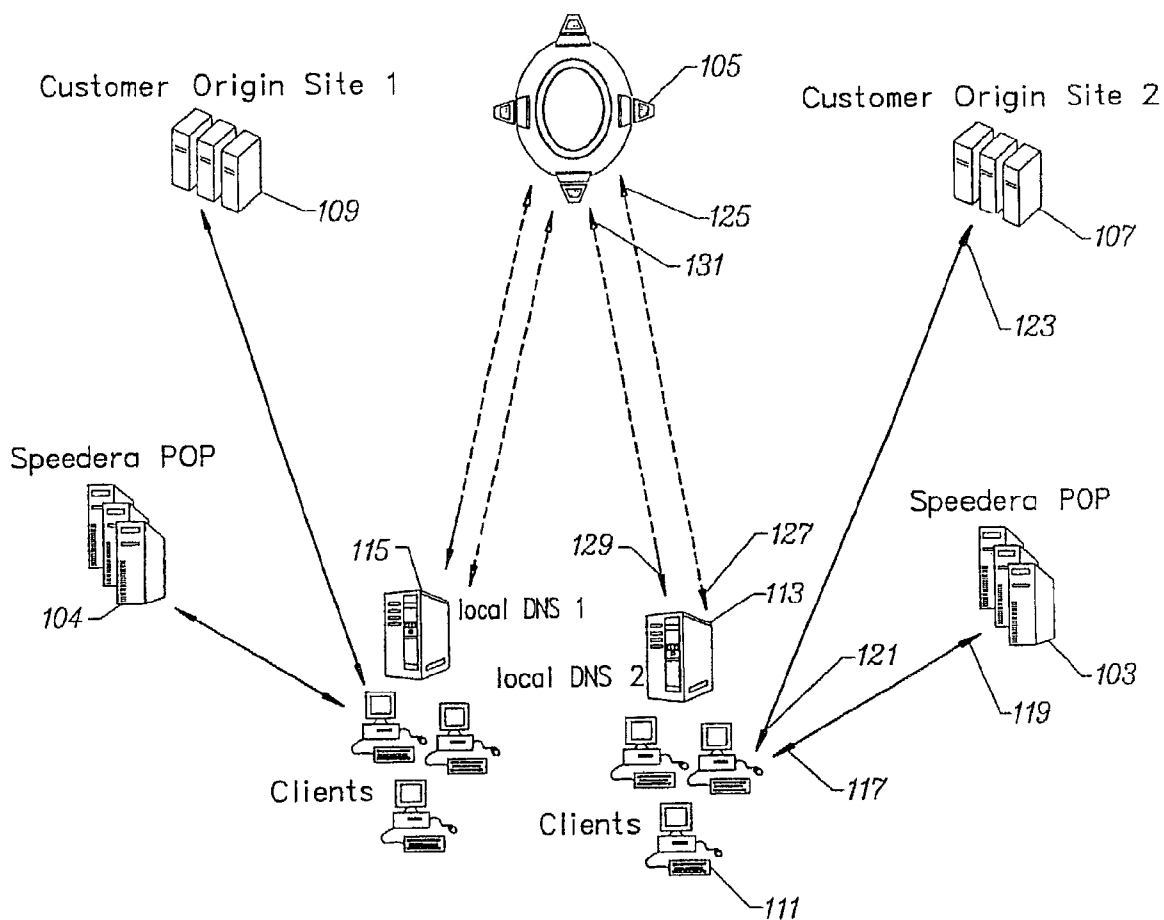 105
Customer Origin Site 1
Customer Origin Site 2
109
125
107
131
123
Speedera POP
Speedera POP
115
129
127
local DNS 1
113
104
local DNS 2
121
103
119
117
Clients
Clients
111